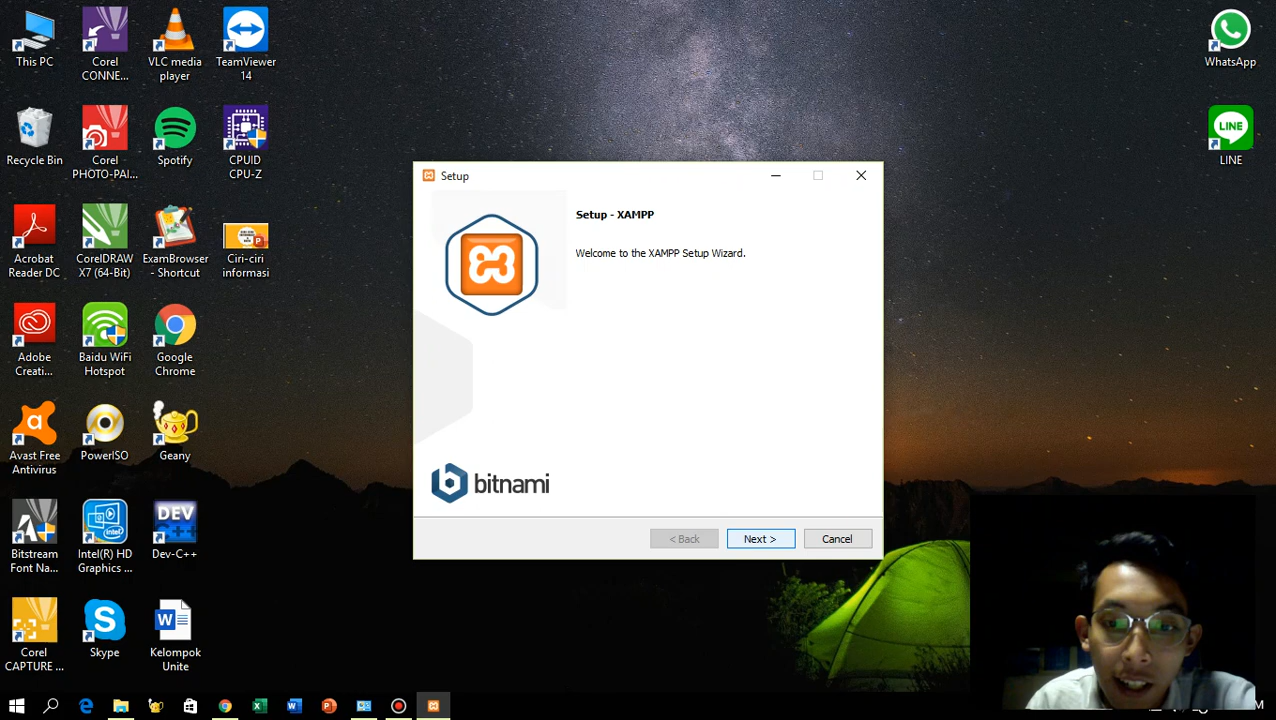 This PC
Corel
CONNE...
VLC media
player
TeamViewer
14
WhatsApp
Recycle Bin
Corel
PHOTO-PAI...
Spotify
CPUID
CPU-Z
LINE
LINE
Acrobat
Reader DC
CorelDRAW
X7 (64-Bit)
ExamBrowser
- Shortcut
Ciri-ciri
informasi
Adobe
Creati...
Baidu WiFi
Hotspot
Google
Chrome
Avast Free
Antivirus
PowerISO
Geany
Bitstream
Font Na...
intel
Intel(R) HD
Graphics ...
DEV
Dev-C++
Corel
CAPTURE ...
Skype
Kelompok
Unite
Setup
Setup - XAMPP
Welcome to the XAMPP Setup Wizard.
bitnami
< Back
Next >
Cancel